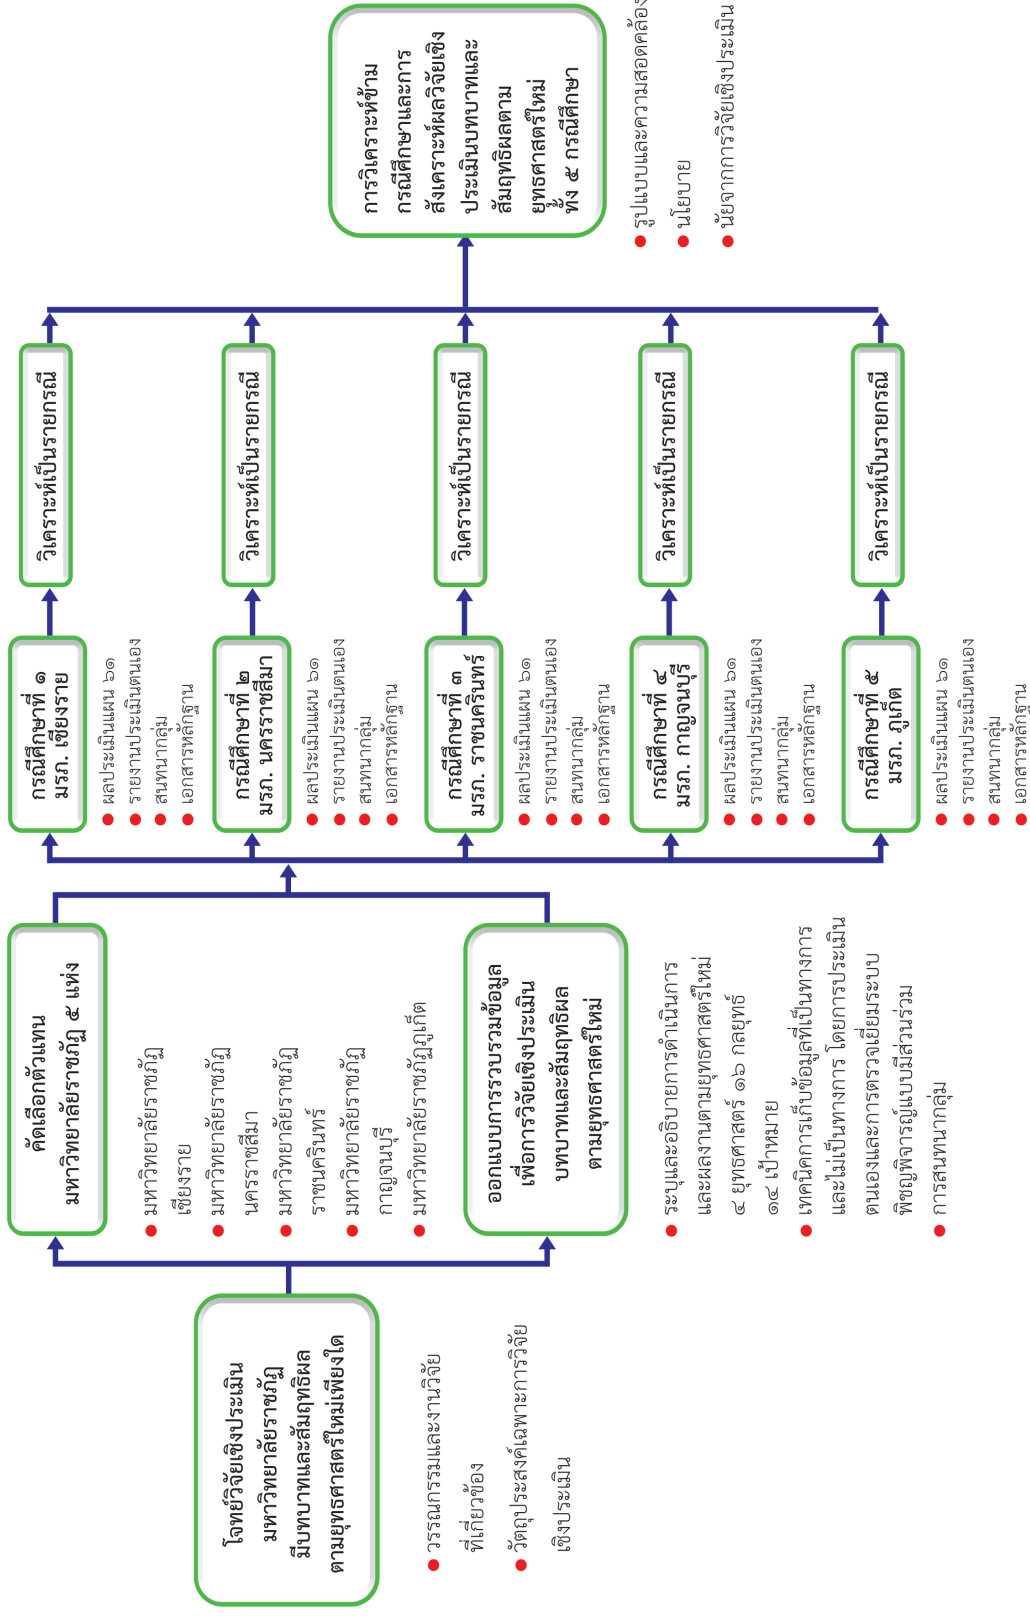 โจทย์วิจัยเชิงประเมิน
มหาวิทยาลัยราชภัฏ
มีบทบาทและสัมฤทธิผล
ตามยุทธศาสตร์ใหม่เพียงใด
วรรณกรรมและงานวิจัย
ที่เกี่ยวข้อง
วัตถุประสงค์เฉพาะการวิจัย
เชิงประเมิน
คัดเลือกตัวแทน
มหาวิทยาลัยราชภัฏ ๕ แห่ง
มหาวิทยาลัยราชภัฏ
เชียงราย
มหาวิทยาลัยราชภัฏ
นครราชสีมา
มหาวิทยาลัยราชภัฏ
ราชนครินทร์
มหาวิทยาลัยราชภัฏ
กาญจนบุรี
มหาวิทยาลัยราชภัฏภูเก็ต
ออกแบบการรวบรวมข้อมูล
เพื่อการวิจัยเชิงประเมิน
บทบาทและสัมฤทธิผล
ตามยุทธศาสตร์ใหม่
ระบุและอธิบายการดำเนินการ
และผลงานตามยุทธศาสตร์ใหม่
๔ ยุทธศาสตร์ ๑๖ กลยุทธ์
๑๔ เป้าหมาย
เทคนิคการเก็บข้อมูลที่เป็นทางการ
และไม่เป็นทางการ โดยการประเมิน
ตนเองและการตรวจเยี่ยมระบบ
พิชญพิจารณ์แบบมีส่วนร่วม
การสนทนากลุ่ม
กรณีศึกษาที่ ๑
มรภ. เชียงราย
ผลประเมินแผน ๖๑
รายงานประเมินตนเอง
สนทนากลุ่ม
เอกสารหลักฐาน
กรณีศึกษาที่ ๒
มรภ. นครราชสีมา
ผลประเมินแผน ๖๑
รายงานประเมินตนเอง
สนทนากลุ่ม
เอกสารหลักฐาน
กรณีศึกษาที่ ๓
มรภ. ราชนครินทร์
ผลประเมินแผน ๖๑
รายงานประเมินตนเอง
สนทนากลุ่ม
เอกสารหลักฐาน
กรณีศึกษาที่ ๔
มรภ. กาญจนบุรี
ผลประเมินแผน ๖๑
รายงานประเมินตนเอง
สนทนากลุ่ม
เอกสารหลักฐาน
กรณีศึกษาที่ ๕
มรภ. ภูเก็ต
ผลประเมินแผน ๖๑
รายงานประเมินตนเอง
สนทนากลุ่ม
เอกสารหลักฐาน
วิเคราะห์เป็นรายกรณี
วิเคราะห์เป็นรายกรณี
วิเคราะห์เป็นรายกรณี
วิเคราะห์เป็นรายกรณี
วิเคราะห์เป็นรายกรณี
การวิเคราะห์ข้าม
กรณีศึกษาและการ
สังเคราะห์ผลวิจัยเชิง
ประเมินบทบาทและ
สัมฤทธิผลตาม
ยุทธศาสตร์ใหม่
ทั้ง ๕ กรณีศึกษา
รูปแบบและความสอดคล้อง
นโยบาย
นัยจากการวิจัยเชิงประเมิน